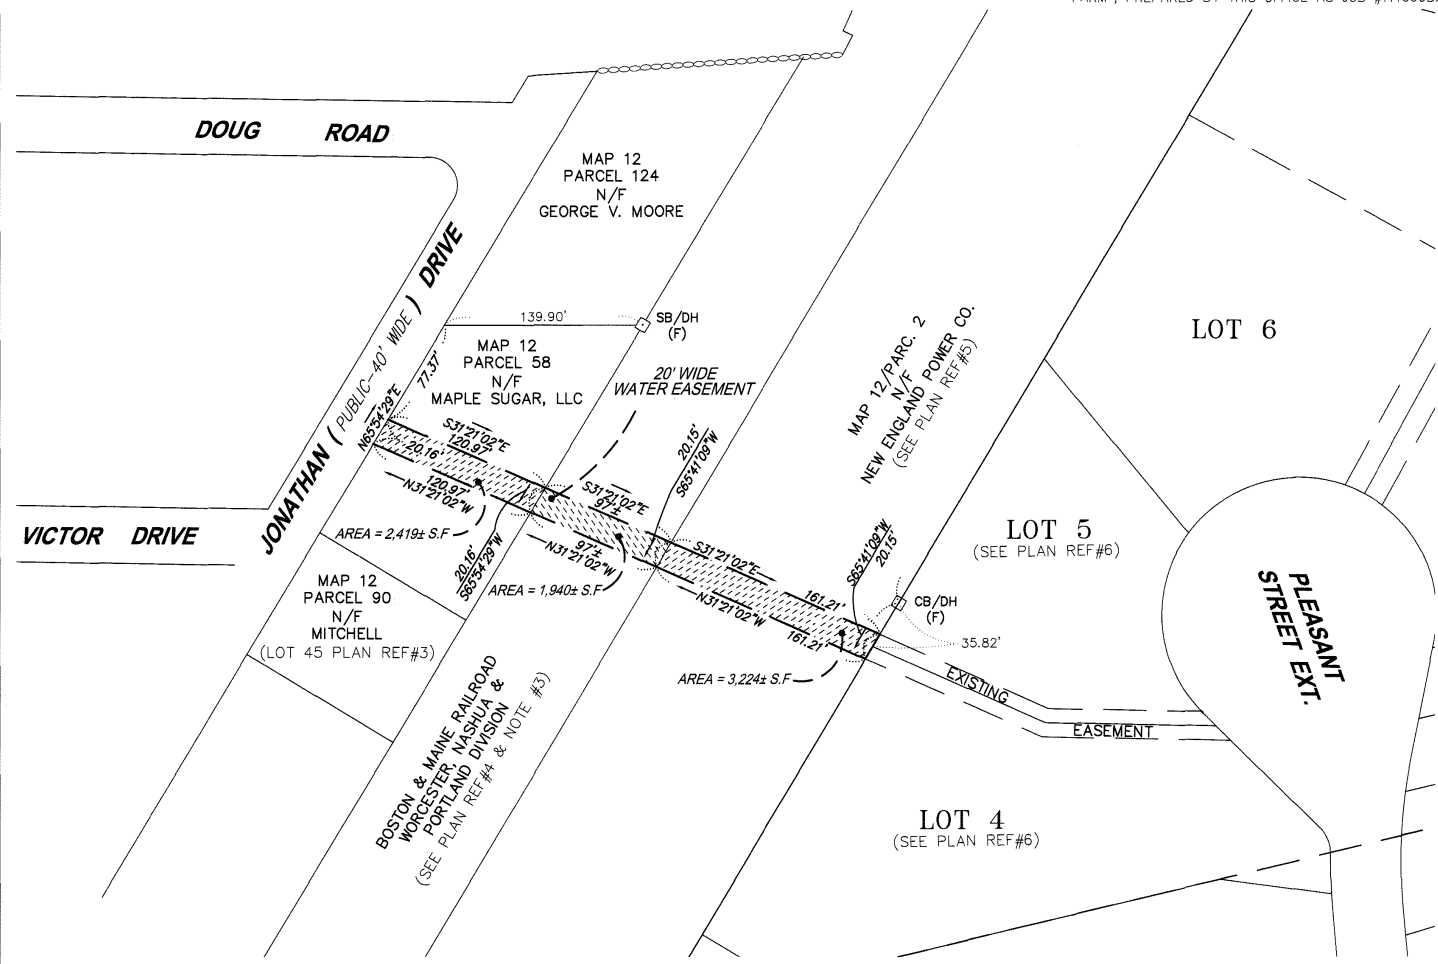 DOUG ROAD
MAP 12
PARCEL 124
N/F
GEORGE V. MOORE
JONATHAN (PUBLIC-40' WIDE) DRIVE
139.90'
SB/DH
(F)
77.37'
MAP 12
PARCEL 58
N/F
MAPLE SUGAR, LLC
20' WIDE
WATER EASEMENT
MAP 12/PARC. 2
N/F
NEW ENGLAND POWER CO.
(SEE PLAN REF#5)
LOT 6
N65°54'29"E
20.16'
S31°21'02"E
120.97'
120.97'
N31°21'02"W
AREA = 2,419± S.F
20.16'
S65°54'29"W
S31°21'02"E
97'±
97'±
N31°21'02"W
AREA = 1,940± S.F
20.15'
S65°41'09"W
S31°21'02"E
161.21'
N31°21'02"W
161.21'
AREA = 3,224± S.F
S65°41'09"W
20.15'
CB/DH
(F)
35.82'
VICTOR DRIVE
MAP 12
PARCEL 90
N/F
MITCHELL
(LOT 45 PLAN REF#3)
BOSTON & MAINE RAILROAD
WORCESTER, NASHUA &
PORTLAND DIVISION
(SEE PLAN REF#4 & NOTE #3)
LOT 5
(SEE PLAN REF#6)
PLEASANT
STREET EXT.
EXISTING
EASEMENT
LOT 4
(SEE PLAN REF#6)